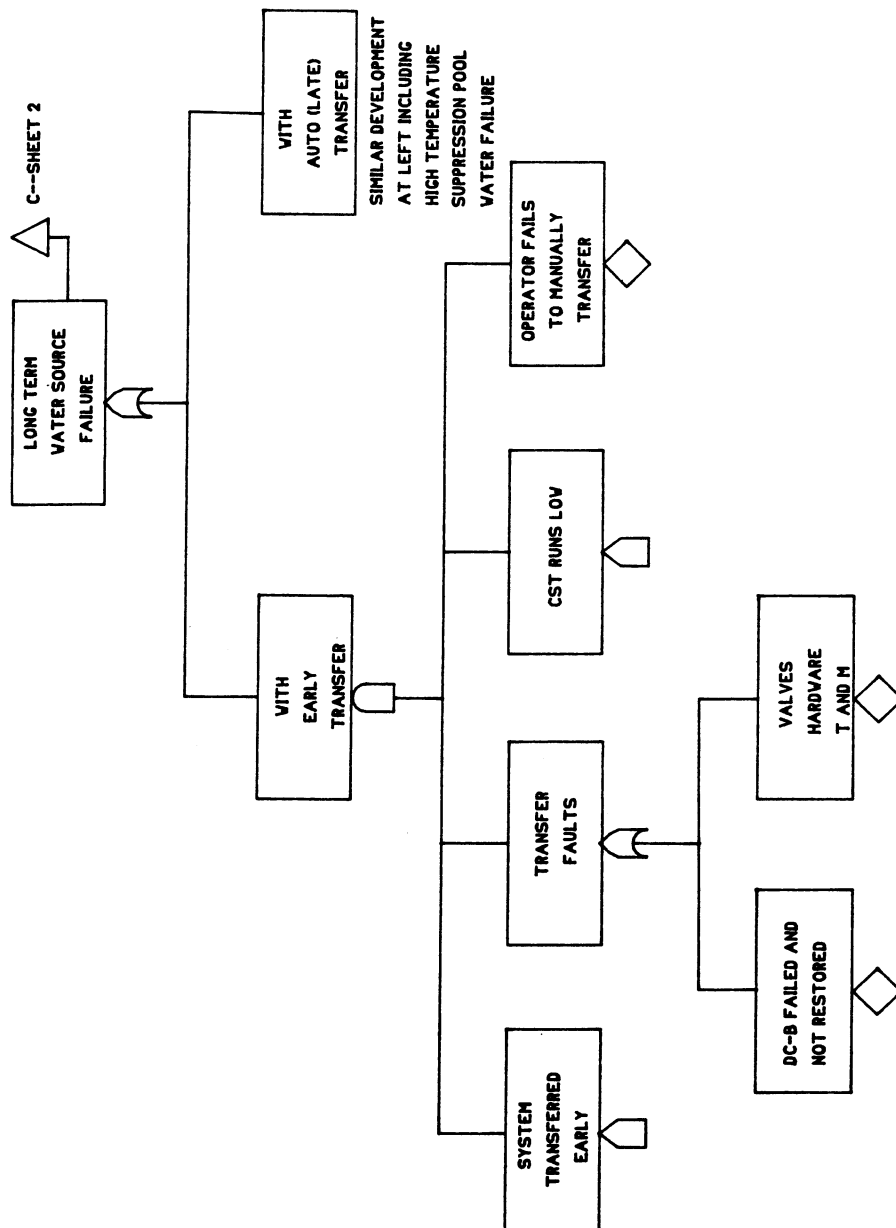 C--SHEET 2
LONG TERM
WATER SOURCE
FAILURE
WITH
EARLY
TRANSFER
WITH
AUTO (LATE)
TRANSFER
SIMILAR DEVELOPMENT
AT LEFT INCLUDING
HIGH TEMPERATURE
SUPPRESSION POOL
WATER FAILURE
SYSTEM
TRANSFERRED
EARLY
TRANSFER
FAULTS
CST RUNS LOW
OPERATOR FAILS
TO MANUALLY
TRANSFER
DC-B FAILED AND
NOT RESTORED
VALVES
HARDWARE
T AND M